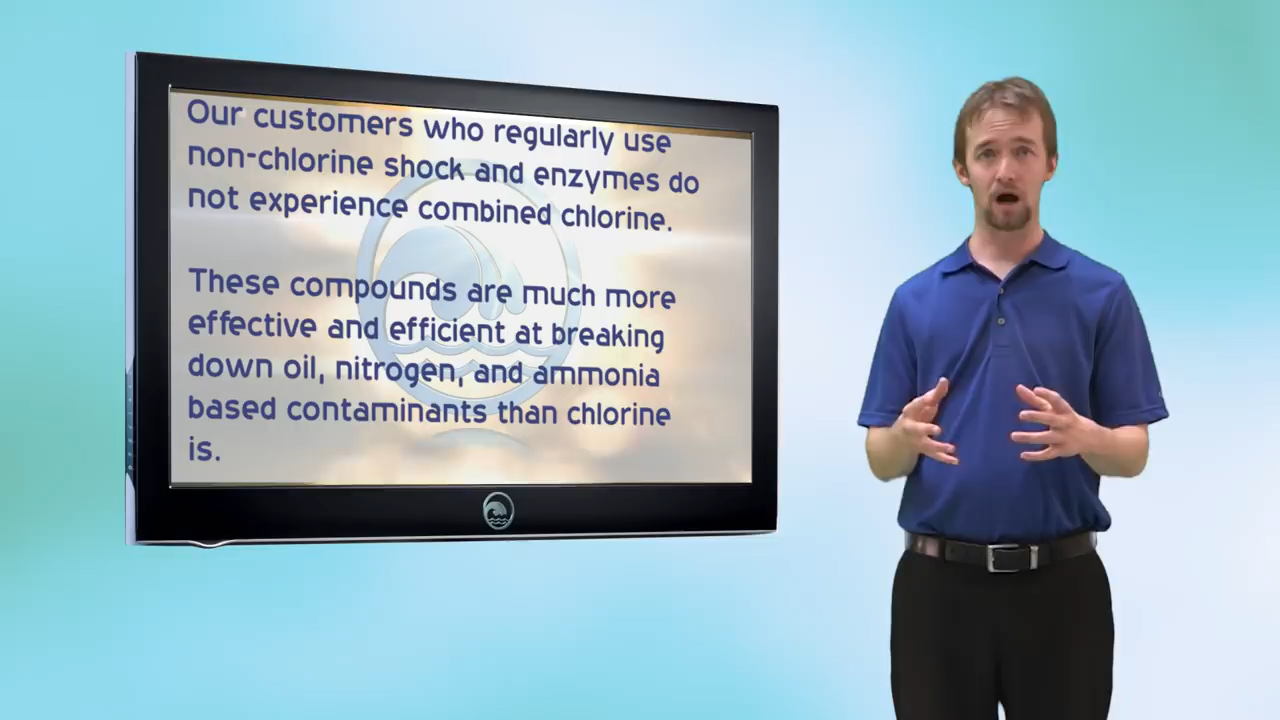 Our customers who regularly use
non-chlorine shock and enzymes do
not experience combined chlorine.
These compounds are much more
effective and efficient at breaking
down oil, nitrogen, and ammonia
based contaminants than chlorine
is.